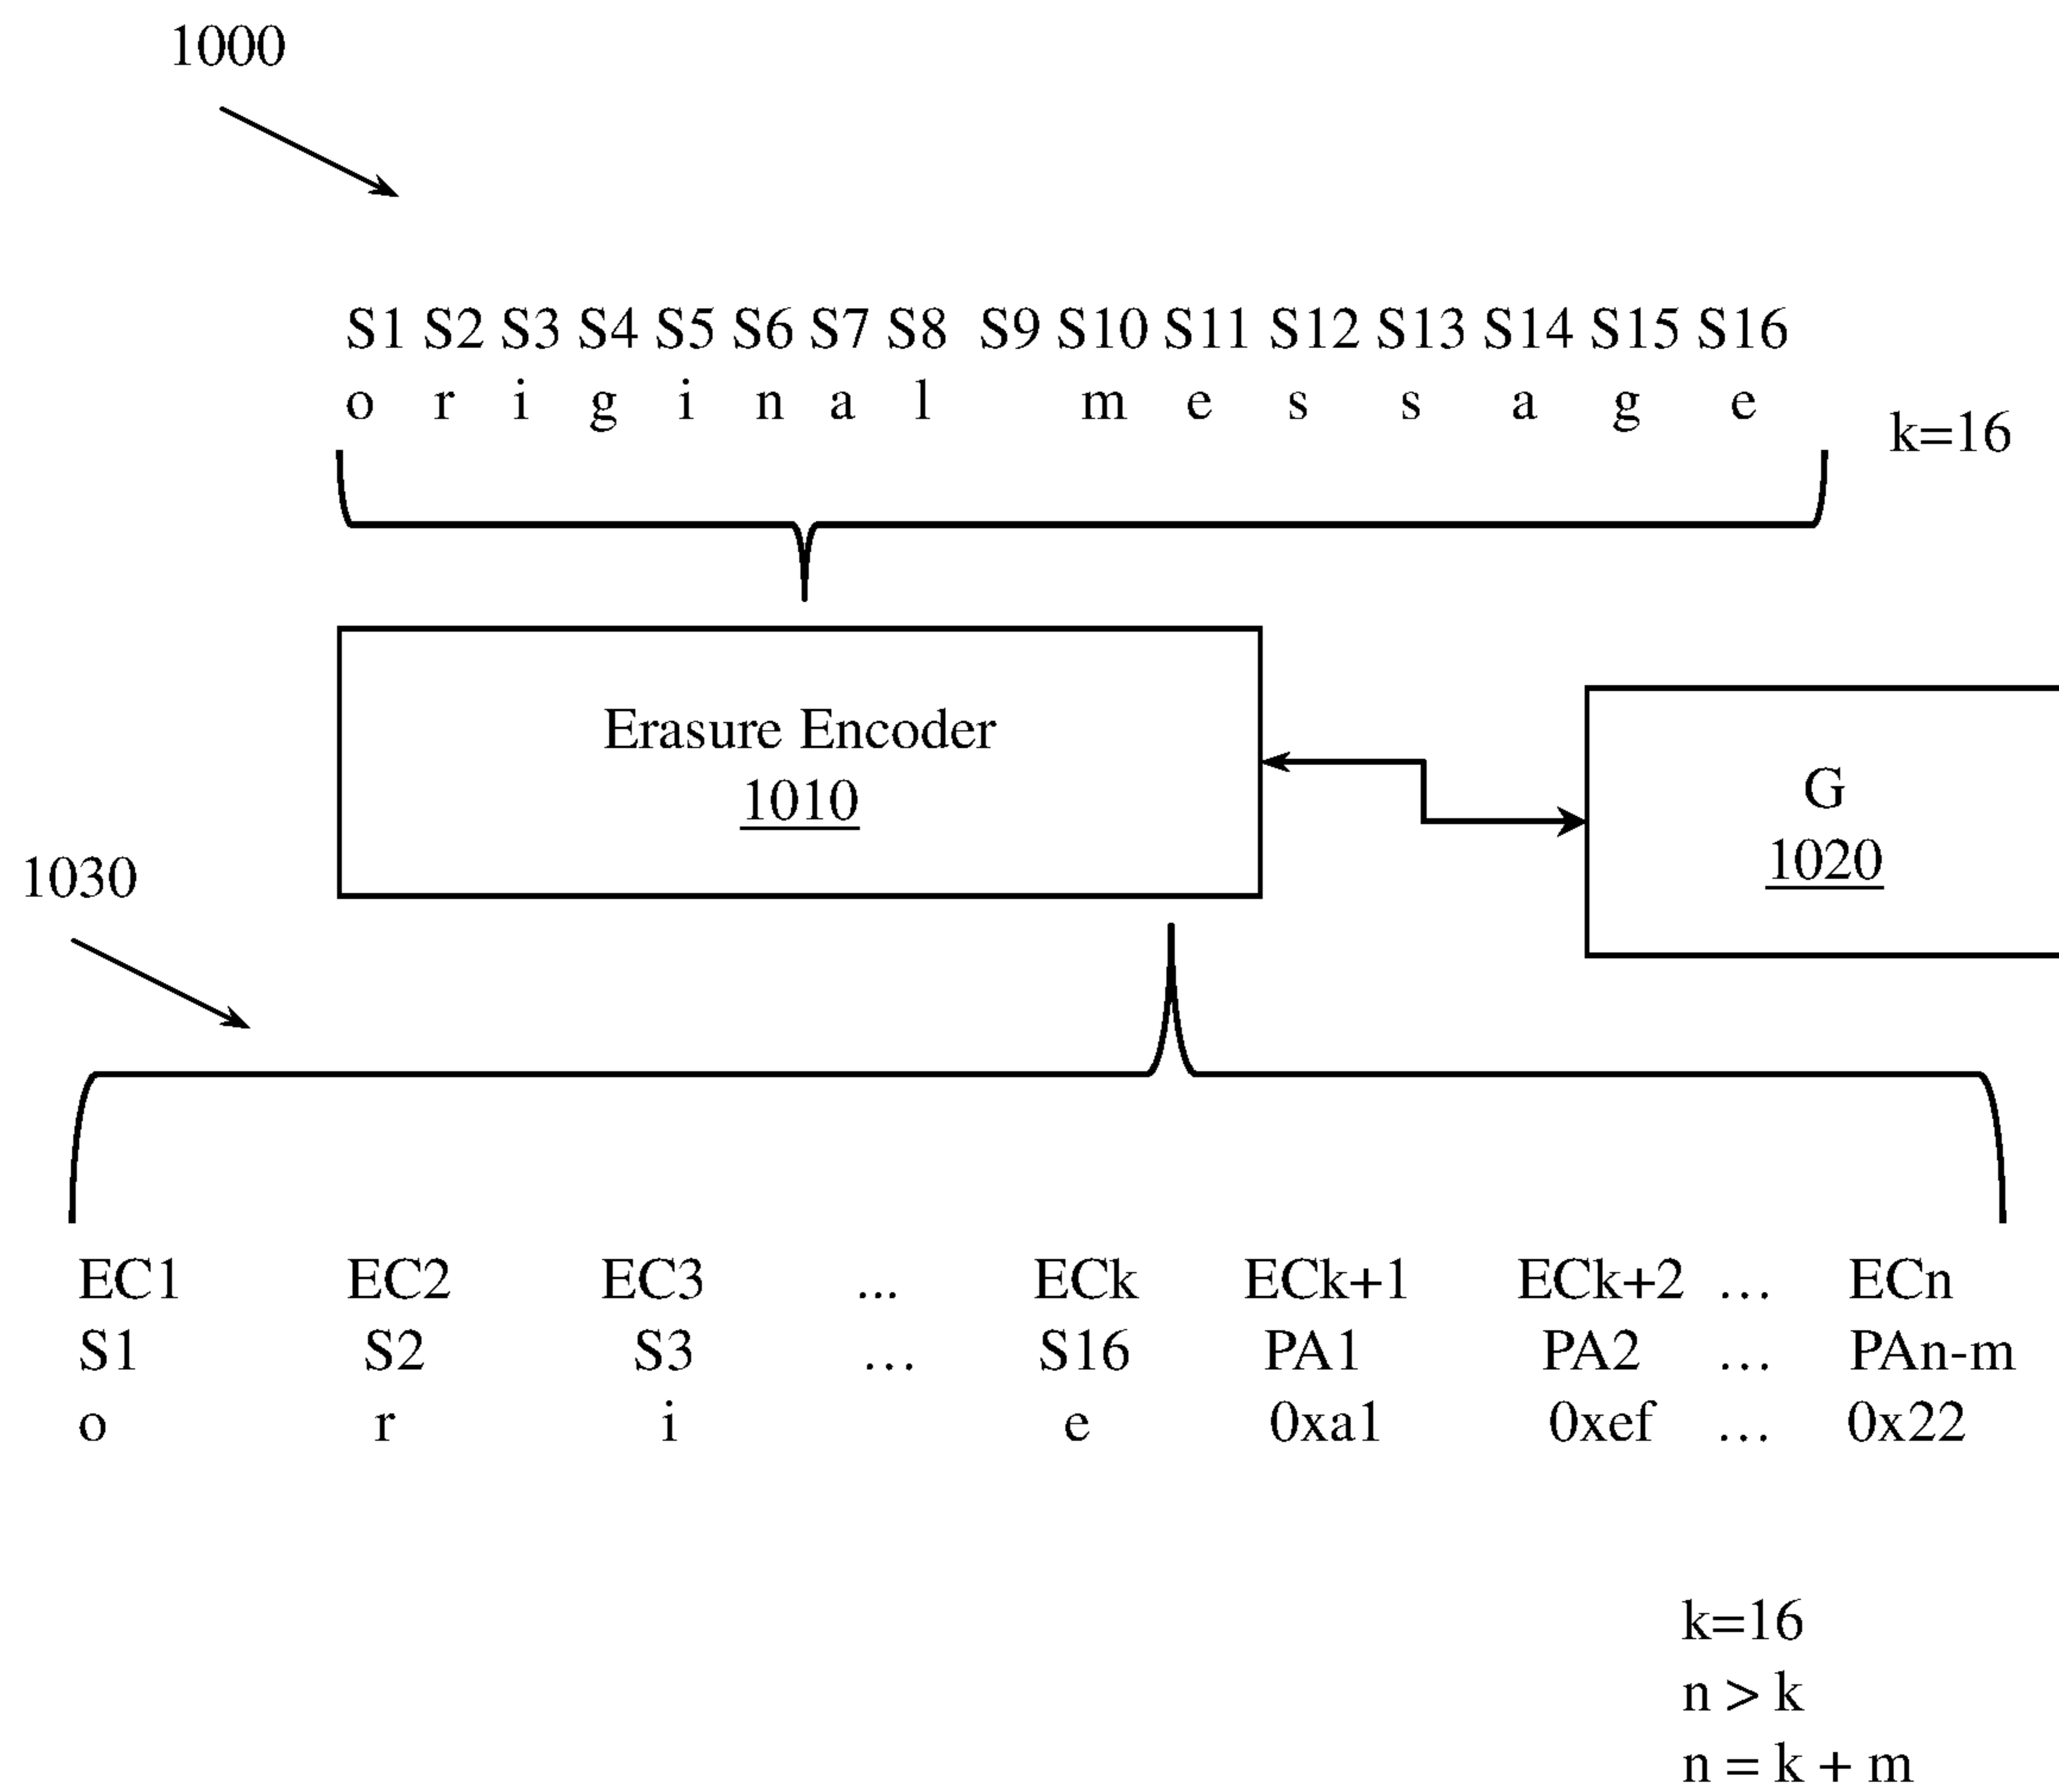 1000
S1 S2 S3 S4 S5 S6 S7 S8 S9 S10 S11 S12 S13 S14 S15 S16
o r i g i n a l m e s s a g e
k=16
Erasure Encoder
1010
G
1020
1030
EC1 EC2 EC3 ... ECk ECk+1 ECk+2 ... ECn
S1 S2 S3 ... S16 PA1 PA2 ... PAn-m
o r i e 0xa1 0xef ... 0x22
k=16
n > k
n = k + m